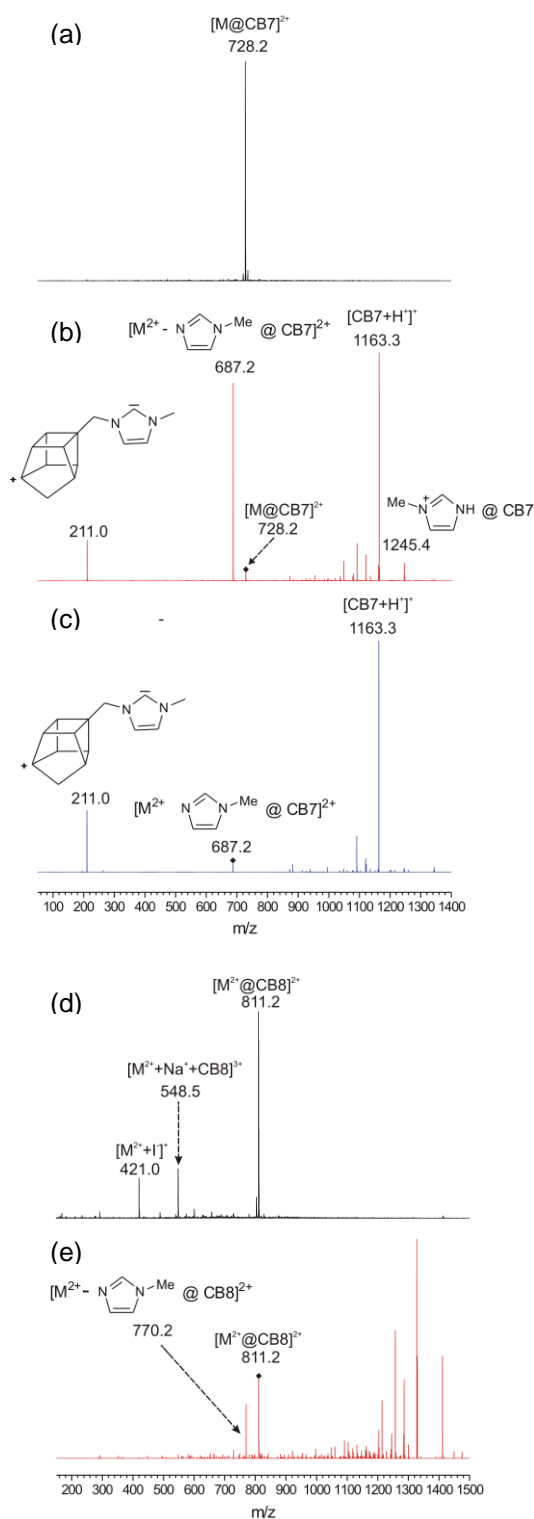 (a)
[M@CB7]²⁺
728.2
(b)
[M²⁺ - N N Me @ CB7]²⁺
[CB7+H⁺]⁺
687.2
1163.3
N N
+
[M@CB7]²⁺
728.2
Me N + NH @ CB7
211.0
1245.4
(c)
-
[CB7+H⁺]⁺
1163.3
N N
+
211.0
[M²⁺ N N Me @ CB7]²⁺
687.2
100 200 300 400 500 600 700 800 900 1000 1100 1200 1300 1400
m/z
(d)
[M²⁺@CB8]²⁺
811.2
[M²⁺+Na⁺+CB8]³⁺
548.5
[M²⁺+I⁻]⁺
421.0
(e)
[M²⁺ - N N Me @ CB8]²⁺
770.2
[M²⁺@CB8]²⁺
811.2
200 300 400 500 600 700 800 900 1000 1100 1200 1300 1400 1500
m/z